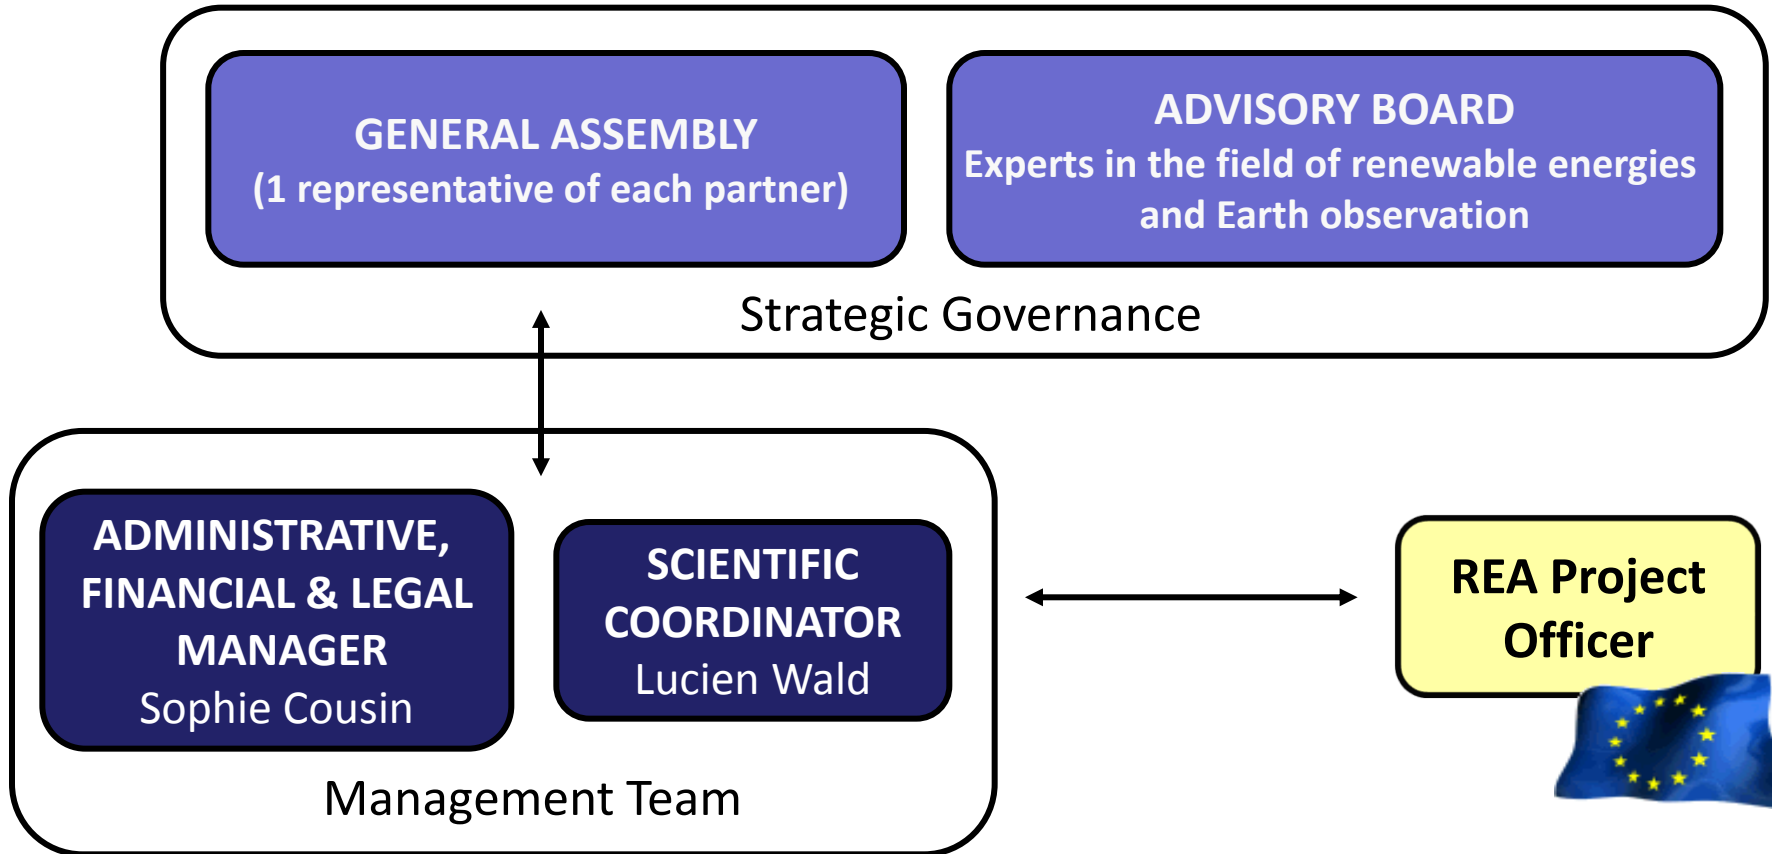 GENERAL ASSEMBLY
(1 representative of each partner)
ADVISORY BOARD
Experts in the field of renewable energies
and Earth observation
Strategic Governance
ADMINISTRATIVE,
FINANCIAL & LEGAL
MANAGER
Sophie Cousin
SCIENTIFIC
COORDINATOR
Lucien Wald
Management Team
REA Project
Officer